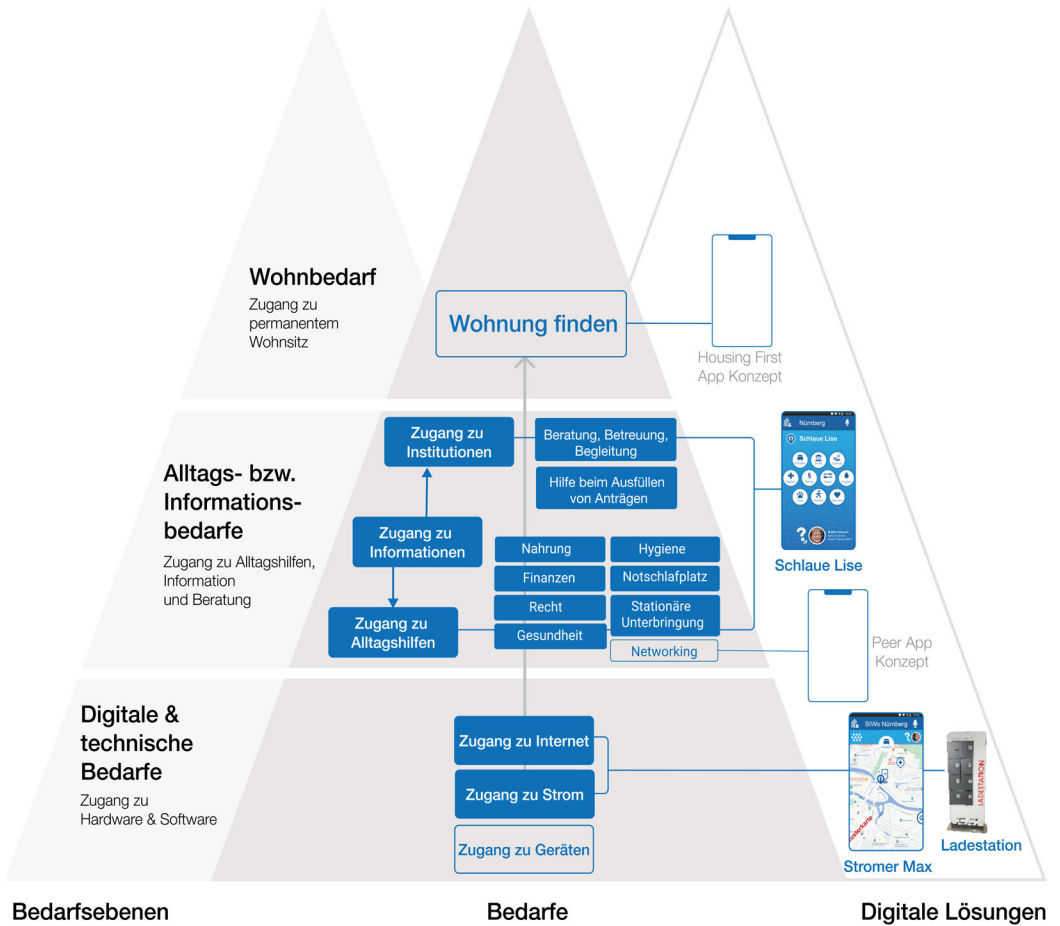 Wohnbedarf
Zugang zu
permanentem
Wohnsitz
Wohnung finden
Housing First
App Konzept
Alltags- bzw.
Informations-
bedarfe
Zugang zu Alltagshilfen,
Information
und Beratung
Zugang zu
Institutionen
Beratung, Betreuung,
Begleitung
Hilfe beim Ausfüllen
von Anträgen
Zugang zu
Informationen
Nahrung
Hygiene
Finanzen
Notschlafplatz
Recht
Stationäre
Unterbringung
Gesundheit
Networking
Zugang zu
Alltagshilfen
Nürnberg
Schlaue Lise
Schlaue Lise
Peer App
Konzept
Digitale &
technische
Bedarfe
Zugang zu
Hardware & Software
Zugang zu Internet
Zugang zu Strom
Zugang zu Geräten
SiWo Nürnberg
Stromer Max
LADESTATION
Ladestation
Bedarfsebenen
Bedarfe
Digitale Lösungen